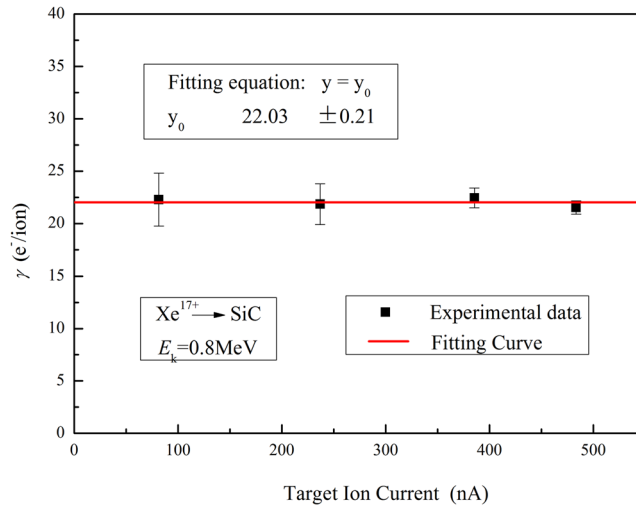 40
35
30
25
20
15
10
5
0
γ (e⁻/ion)
Fitting equation: y = y₀
y₀ 22.03 ±0.21
Xe¹⁷⁺ → SiC
Eₖ=0.8MeV
Experimental data
Fitting Curve
0 100 200 300 400 500
Target Ion Current (nA)